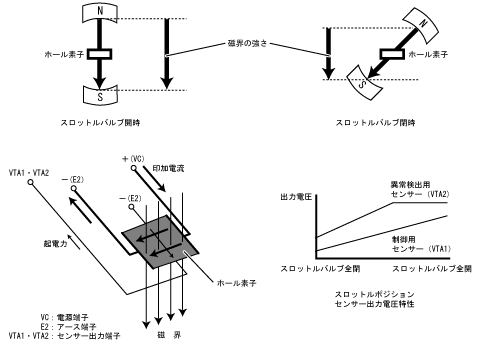 N
ホール素子
S
スロットルバルブ開時
磁界の強さ
N
ホール素子
S
スロットルバルブ閉時
VTA1・VTA2
－(E2)
＋(VC)
印加電流
－(E2)
起電力
ホール素子
磁 界
VC：電源端子
E2：アース端子
VTA1・VTA2：センサー出力端子
出力電圧
異常検出用
センサー (VTA2)
制御用
センサー (VTA1)
スロットルバルブ全閉
スロットルバルブ全開
スロットルポジション
センサー出力電圧特性